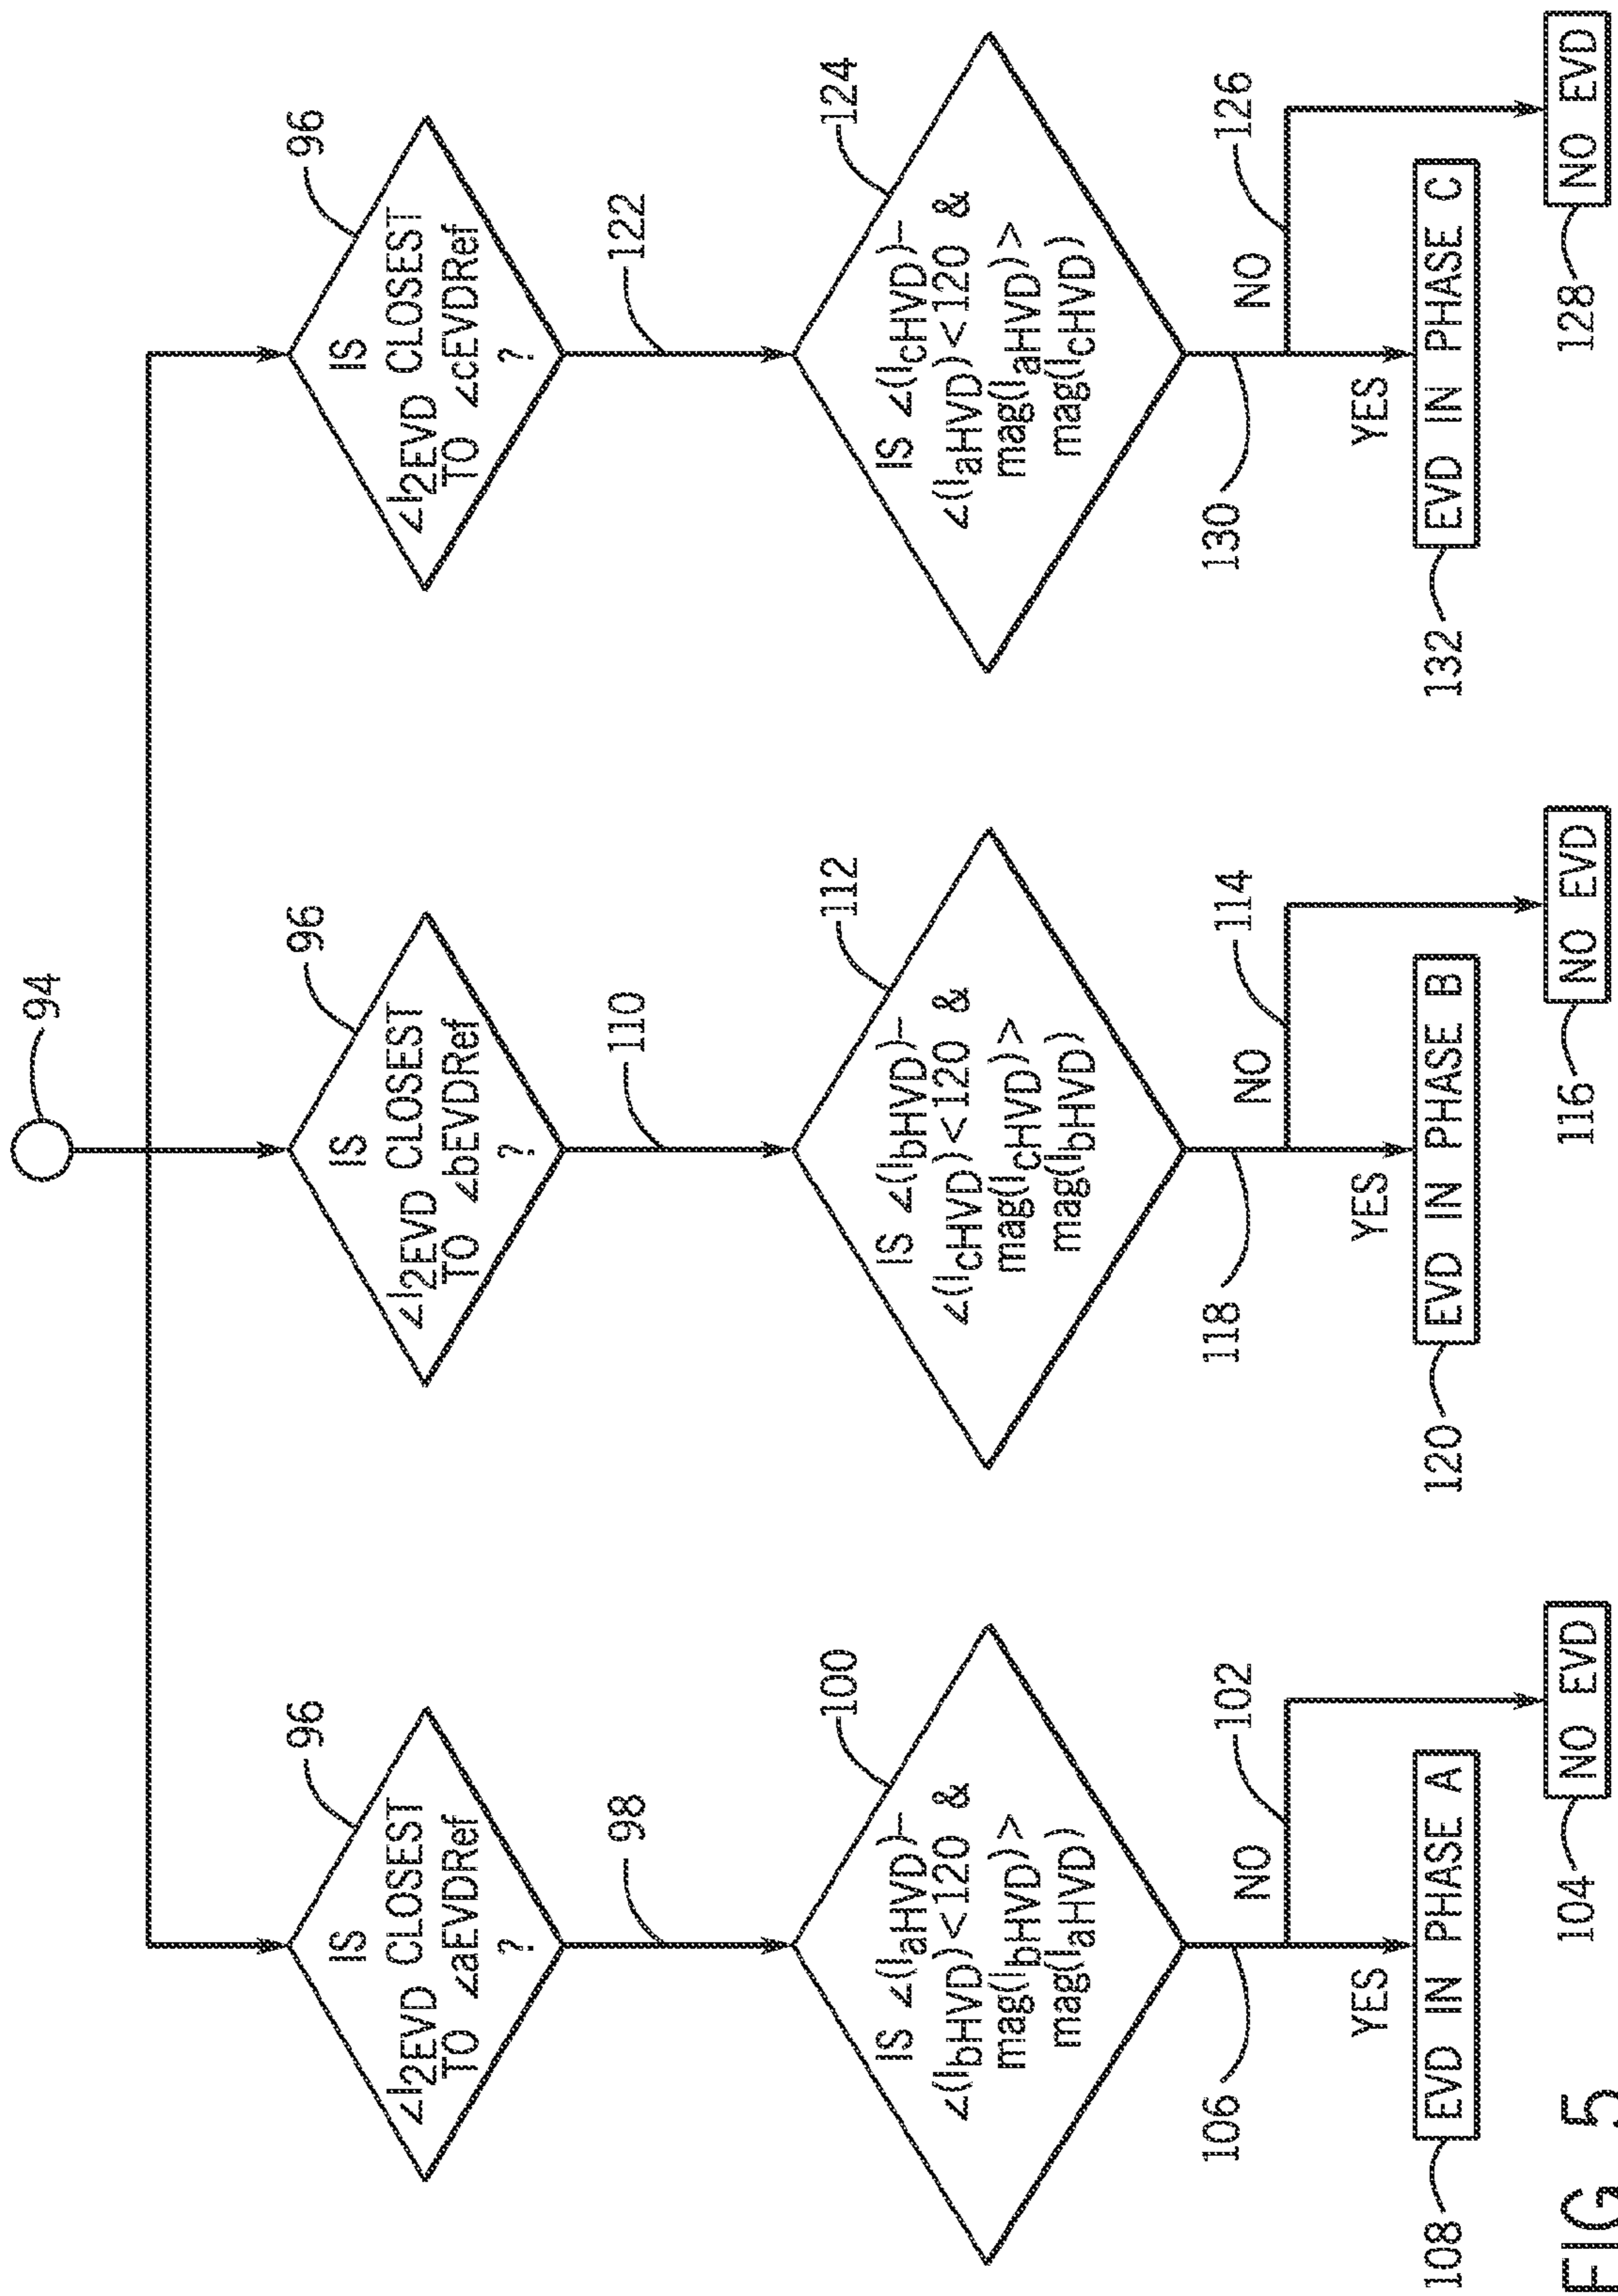 94
96
IS
∠I2EVD CLOSEST
TO ∠aEVDRef
?
98
100
IS ∠(IaHVD)–
∠(IbHVD)<120 &
mag(IbHVD)>
mag(IaHVD)
106
102
NO
YES
108
EVD IN PHASE A
104
NO EVD
96
IS
∠I2EVD CLOSEST
TO ∠bEVDRef
?
110
112
IS ∠(IbHVD)–
∠(IcHVD)<120 &
mag(IcHVD)>
mag(IbHVD)
118
114
NO
YES
120
EVD IN PHASE B
116
NO EVD
96
IS
∠I2EVD CLOSEST
TO ∠cEVDRef
?
122
124
IS ∠(IcHVD)–
∠(IaHVD)<120 &
mag(IaHVD)>
mag(IcHVD)
130
126
NO
YES
132
EVD IN PHASE C
128
NO EVD
FIG 5